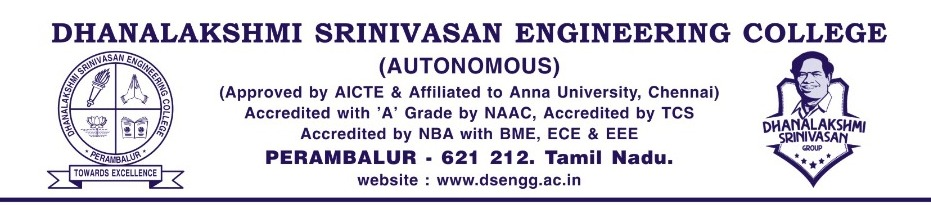 DHANALAKSHMI SRINIVASAN ENGINEERING COLLEGE
(AUTONOMOUS)
(Approved by AICTE & Affiliated to Anna University, Chennai)
Accredited with 'A' Grade by NAAC, Accredited by TCS
Accredited by NBA with BME, ECE & EEE
PERAMBALUR - 621 212. Tamil Nadu.
website : www.dsengg.ac.in
DHANALAKSHMI SRINIVASAN ENGINEERING COLLEGE
• PERAMBALUR •
TOWARDS EXCELLENCE
DHANALAKSHMI
SRINIVASAN
GROUP